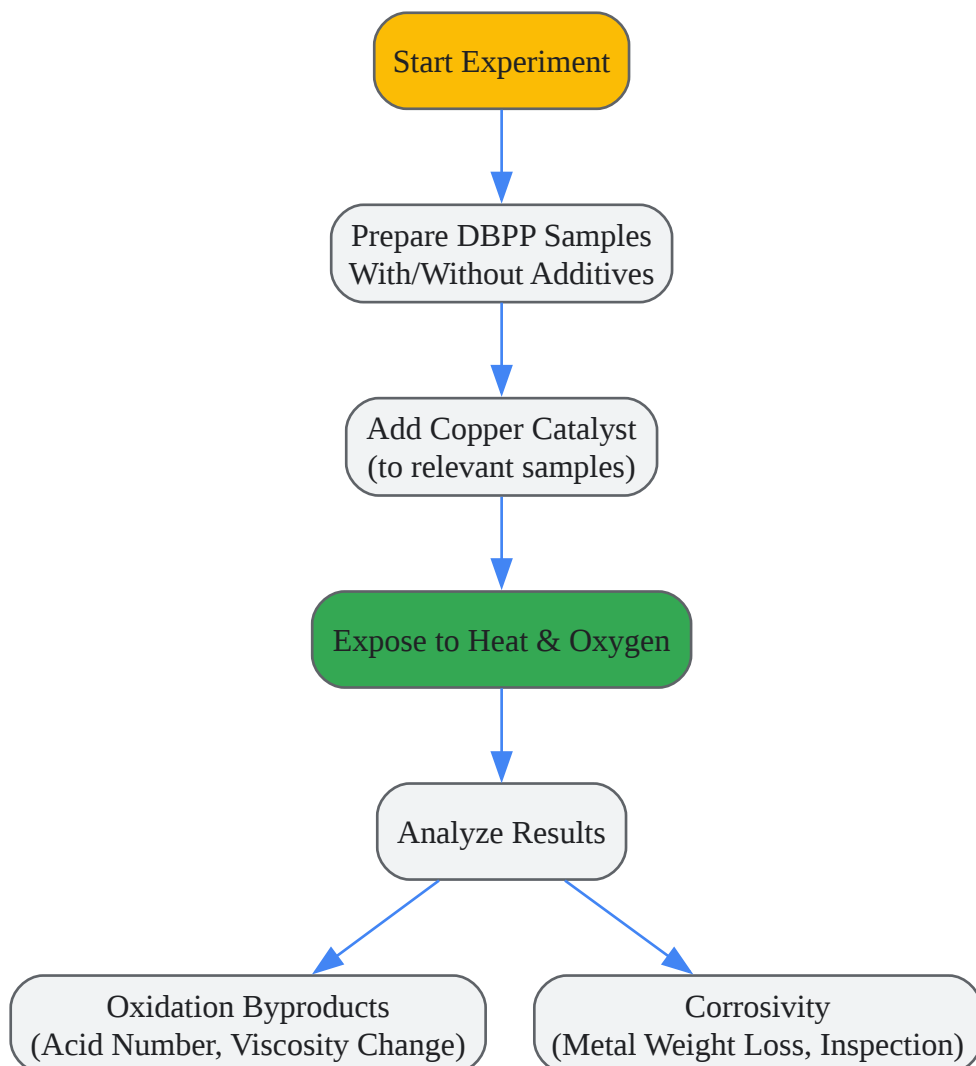 Start Experiment
Prepare DBPP Samples
With/Without Additives
Add Copper Catalyst
(to relevant samples)
Expose to Heat & Oxygen
Analyze Results
Oxidation Byproducts
(Acid Number, Viscosity Change)
Corrosivity
(Metal Weight Loss, Inspection)